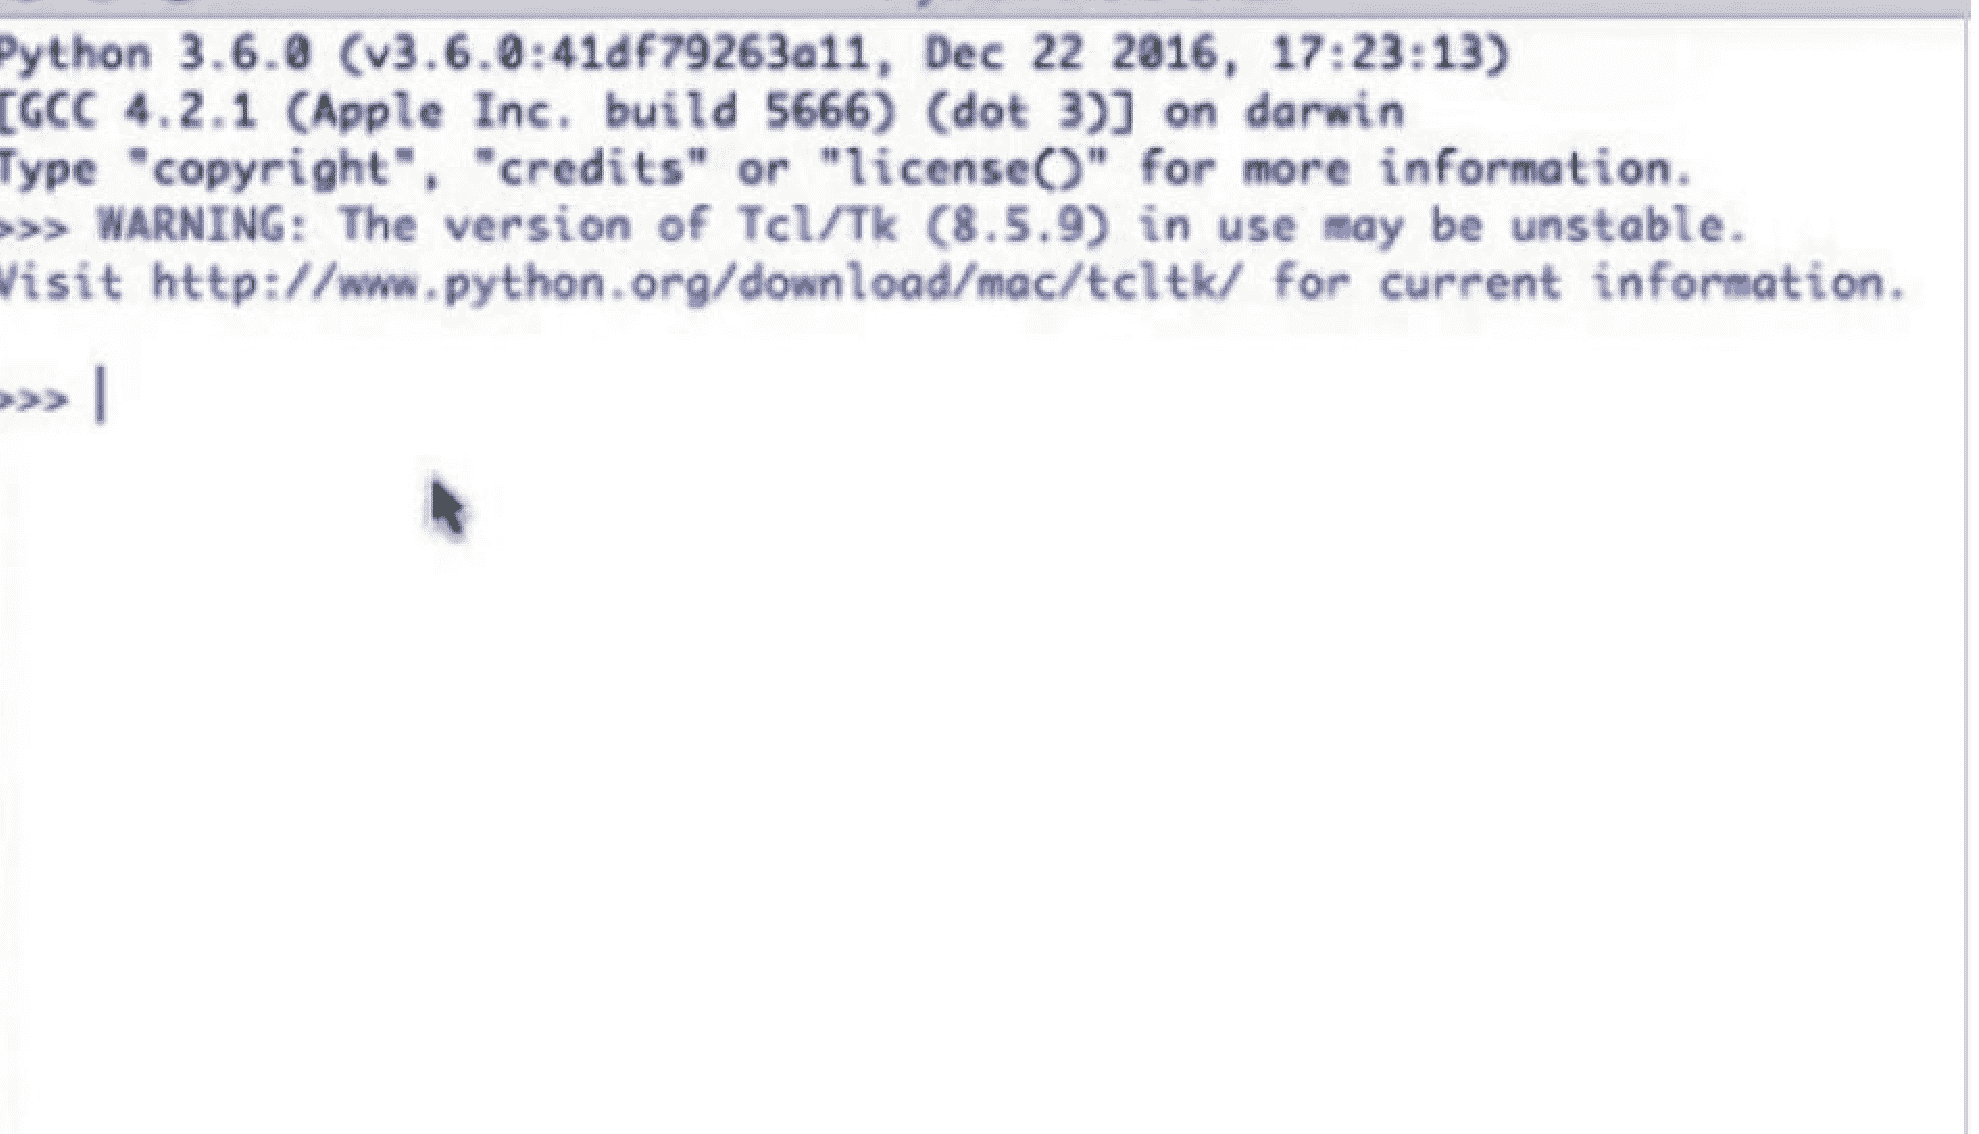 Python 3.6.0 (v3.6.0:41df79263a11, Dec 22 2016, 17:23:13)
[GCC 4.2.1 (Apple Inc. build 5666) (dot 3)] on darwin
Type "copyright", "credits" or "license()" for more information.
>>> WARNING: The version of Tcl/Tk (8.5.9) in use may be unstable.
Visit http://www.python.org/download/mac/tcltk/ for current information.
>>>